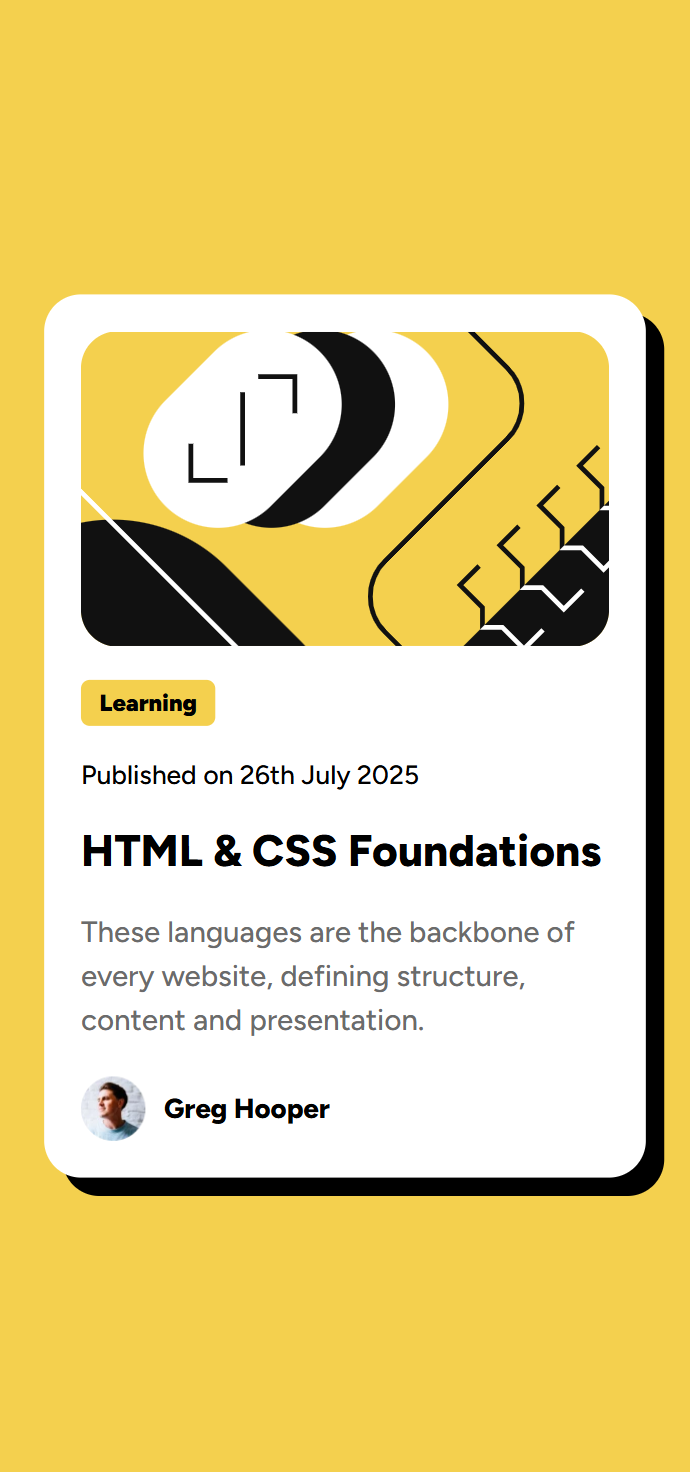 Learning
Published on 26th July 2025
HTML & CSS Foundations
These languages are the backbone of
every website, defining structure,
content and presentation.
Greg Hooper